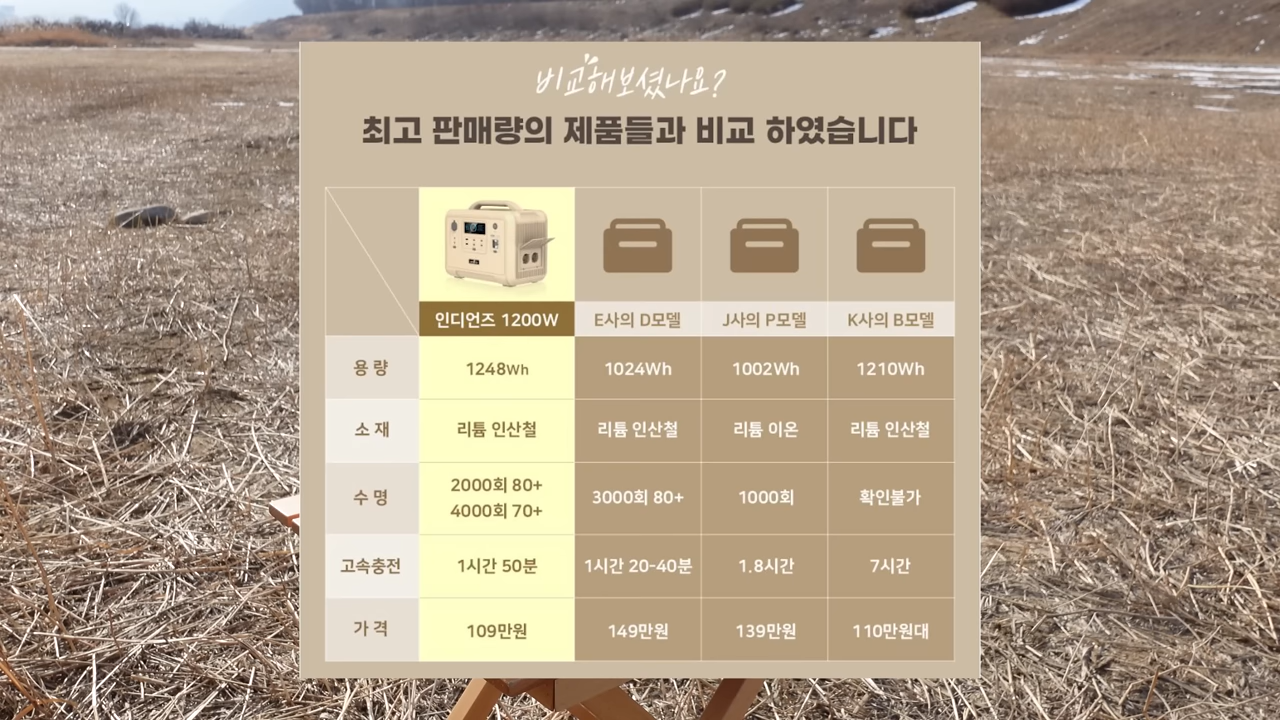 비교해보셨나요?
최고 판매량의 제품들과 비교 하였습니다
인디언즈 1200W E사의 D모델 J사의 P모델 K사의 B모델
용 량 1248Wh 1024Wh 1002Wh 1210Wh
소 재 리튬 인산철 리튬 인산철 리튬 이온 리튬 인산철
수 명 2000회 80+ 4000회 70+ 3000회 80+ 1000회 확인불가
고속충전 1시간 50분 1시간 20-40분 1.8시간 7시간
가 격 109만원 149만원 139만원 110만원대